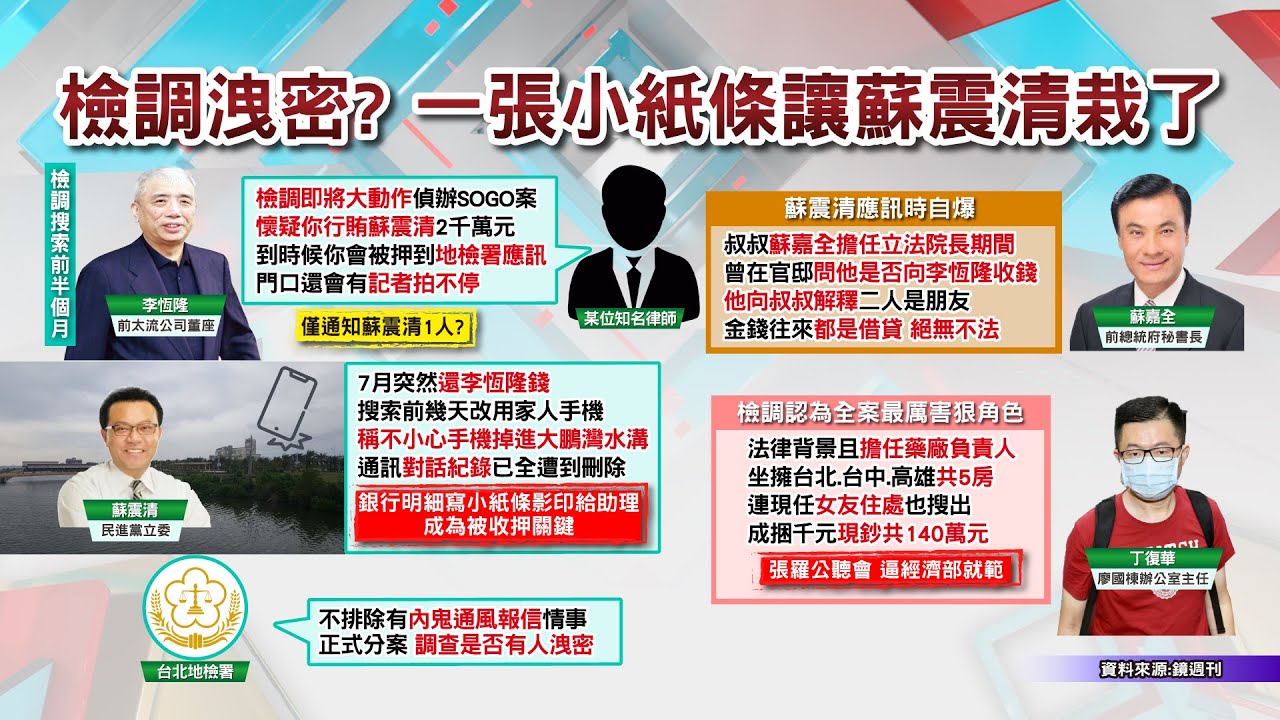 檢調洩密? 一張小紙條讓蘇震清栽了
檢調搜索前半個月
李恆隆
前太流公司董座
檢調即將大動作偵辦SOGO案
懷疑你行賄蘇震清2千萬元
到時候你會被押到地檢署應訊
門口還會有記者拍不停
僅通知蘇震清1人?
某位知名律師
蘇震清應訊時自爆
叔叔蘇嘉全擔任立法院長期間
曾在官邸問他是否向李恆隆收錢
他向叔叔解釋二人是朋友
金錢往來都是借貸 絕無不法
蘇嘉全
前總統府秘書長
蘇震清
民進黨立委
7月突然還李恆隆錢
搜索前幾天改用家人手機
稱不小心手機掉進大鵬灣水溝
通訊對話紀錄已全遭到刪除
銀行明細寫小紙條影印給助理
成為被收押關鍵
檢調認為全案最厲害狠角色
法律背景且擔任藥廠負責人
坐擁台北.台中.高雄共5房
連現任女友住處也搜出
成捆千元現鈔共140萬元
張羅公聽會 逼經濟部就範
丁復華
廖國棟辦公室主任
台北地檢署
不排除有內鬼通風報信情事
正式分案 調查是否有人洩密
資料來源:鏡週刊